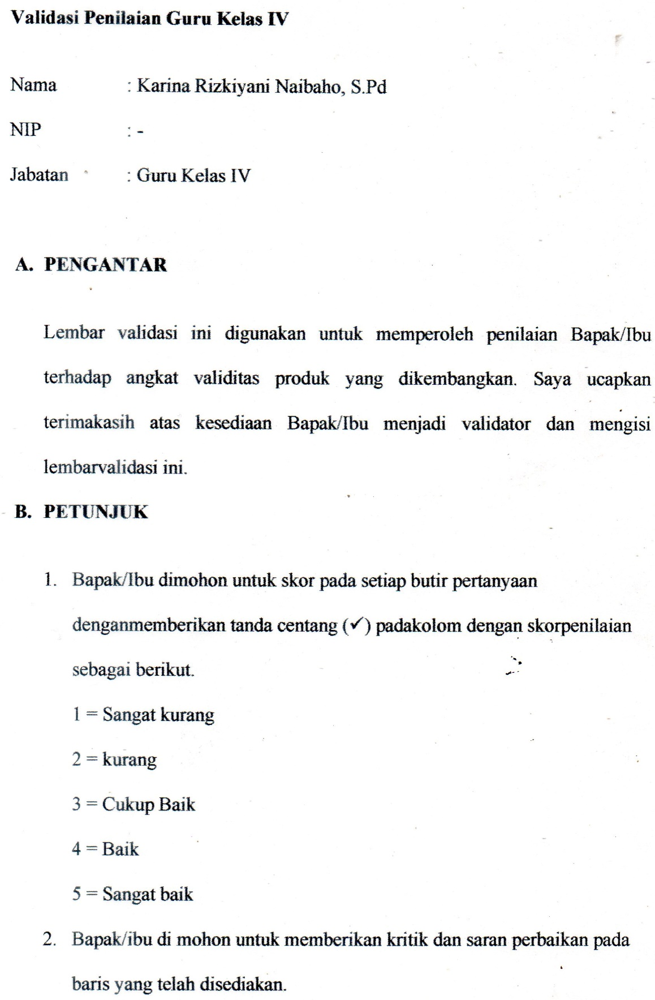 Validasi Penilaian Guru Kelas IV
Nama : Karina Rizkiyani Naibaho, S.Pd
NIP : -
Jabatan : Guru Kelas IV
A. PENGANTAR
Lembar validasi ini digunakan untuk memperoleh penilaian Bapak/Ibu
terhadap angkat validitas produk yang dikembangkan. Saya ucapkan
terimakasih atas kesediaan Bapak/Ibu menjadi validator dan mengisi
lembarvalidasi ini.
B. PETUNJUK
1. Bapak/Ibu dimohon untuk skor pada setiap butir pertanyaan
denganmemberikan tanda centang (✓) padakolom dengan skorpenilaian
sebagai berikut.
1 = Sangat kurang
2 = kurang
3 = Cukup Baik
4 = Baik
5 = Sangat baik
2. Bapak/ibu di mohon untuk memberikan kritik dan saran perbaikan pada
baris yang telah disediakan.